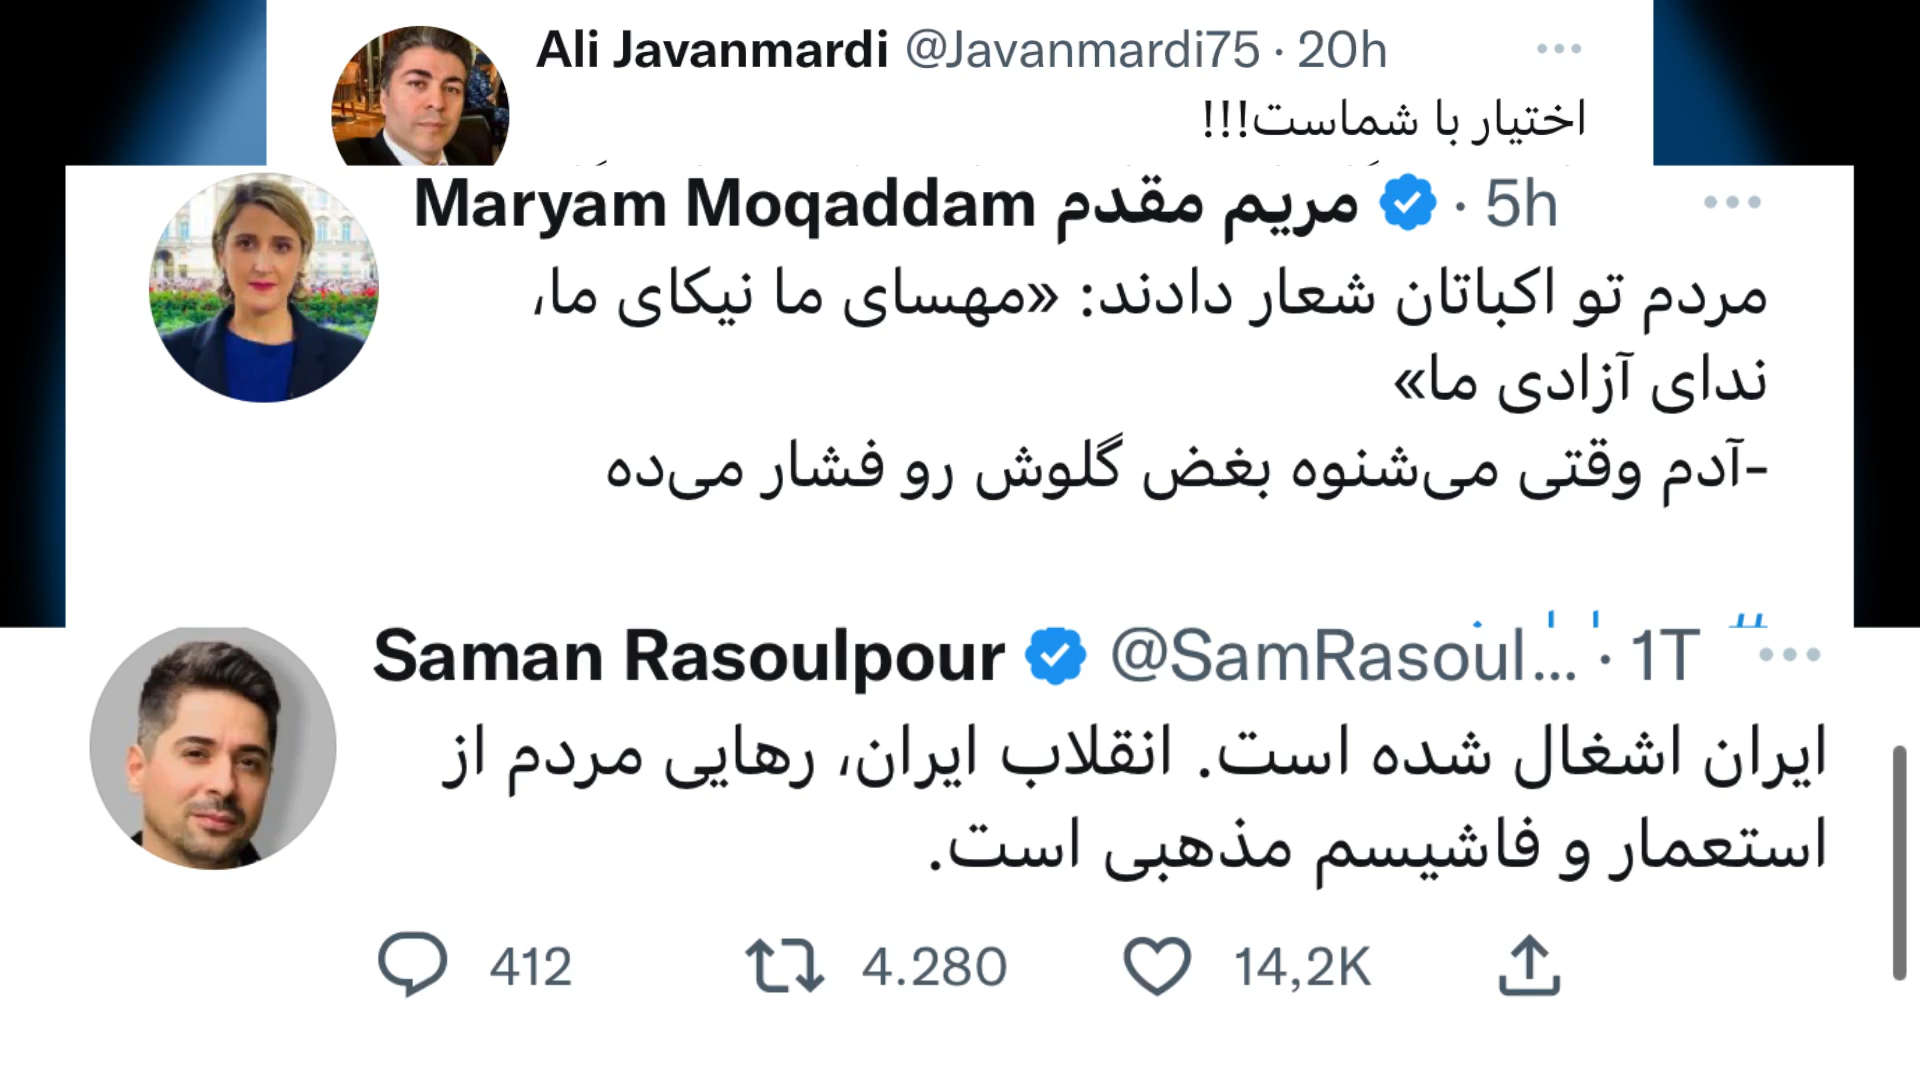 Ali Javanmardi @Javanmardi75 · 20h
اختیار با شماست!!!
Maryam Moqaddam مریم مقدم · 5h
مردم تو اکباتان شعار دادند: «مهسای ما نیکای ما،
ندای آزادی ما»
-آدم وقتی می‌شنوه بغض گلوش رو فشار می‌ده
Saman Rasoulpour @SamRasoul... · 1T
ایران اشغال شده است. انقلاب ایران، رهایی مردم از
استعمار و فاشیسم مذهبی است.
412 4.280 14,2K